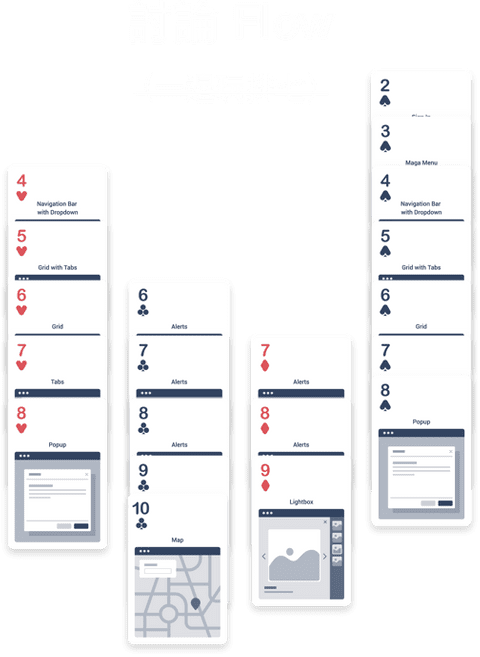 4
Navigation Bar
with Dropdown
5
Grid with Tabs
6
Grid
7
Tabs
8
Popup
6
Alerts
7
Alerts
8
Alerts
9
10
Map
7
Alerts
8
Alerts
9
Lightbox
2
3
Maga Menu
4
Navigation Bar
with Dropdown
5
Grid with Tabs
6
Grid
7
8
Popup